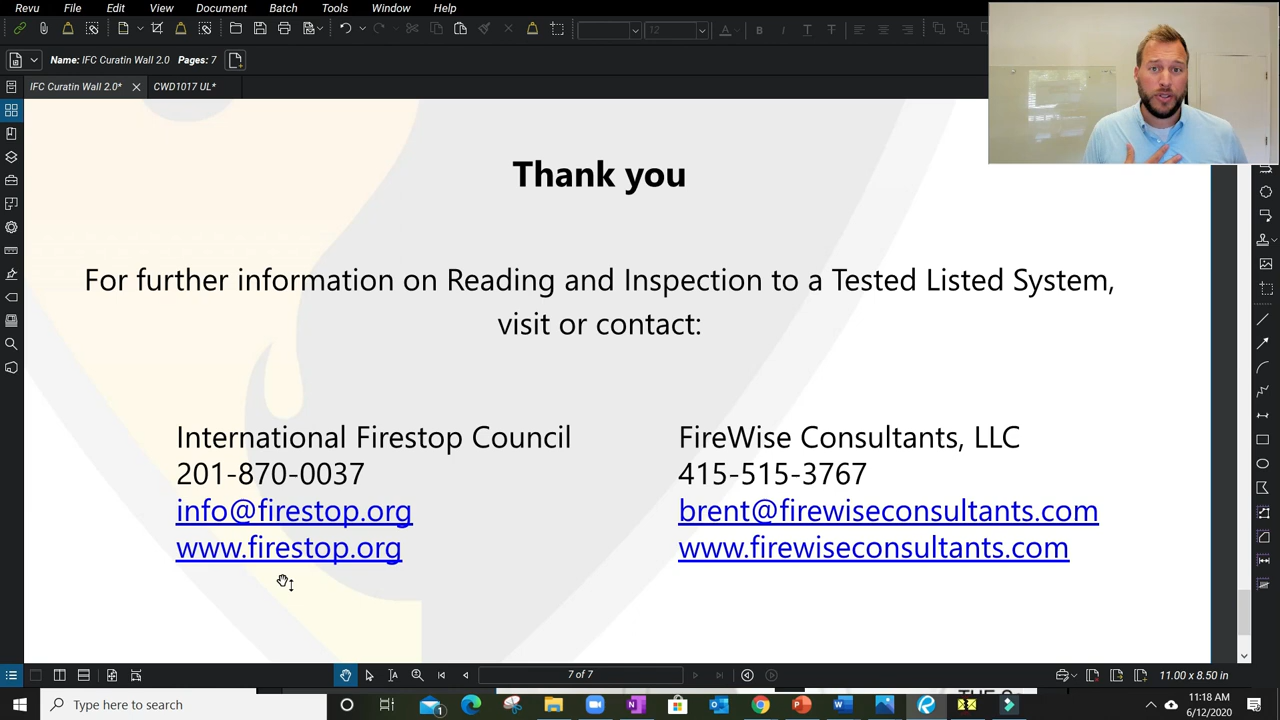 Revu File Edit View Document Batch Tools Window Help
12
Name: IFC Curatin Wall 2.0 Pages: 7
IFC Curatin Wall 2.0* CWD1017 UL*
Thank you
For further information on Reading and Inspection to a Tested Listed System,
visit or contact:
International Firestop Council
201-870-0037
info@firestop.org
www.firestop.org
FireWise Consultants, LLC
415-515-3767
brent@firewiseconsultants.com
www.firewiseconsultants.com
7 of 7
11.00 x 8.50 in
Type here to search
11:18 AM
6/12/2020